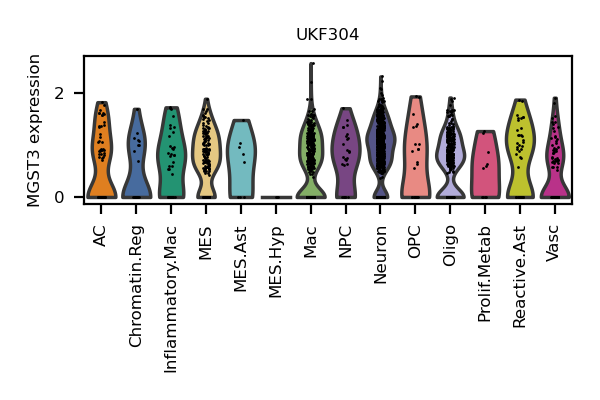 UKF304
MGST3 expression
2
0
AC
Chromatin.Reg
Inflammatory.Mac
MES
MES.Ast
MES.Hyp
Mac
NPC
Neuron
OPC
Oligo
Prolif.Metab
Reactive.Ast
Vasc